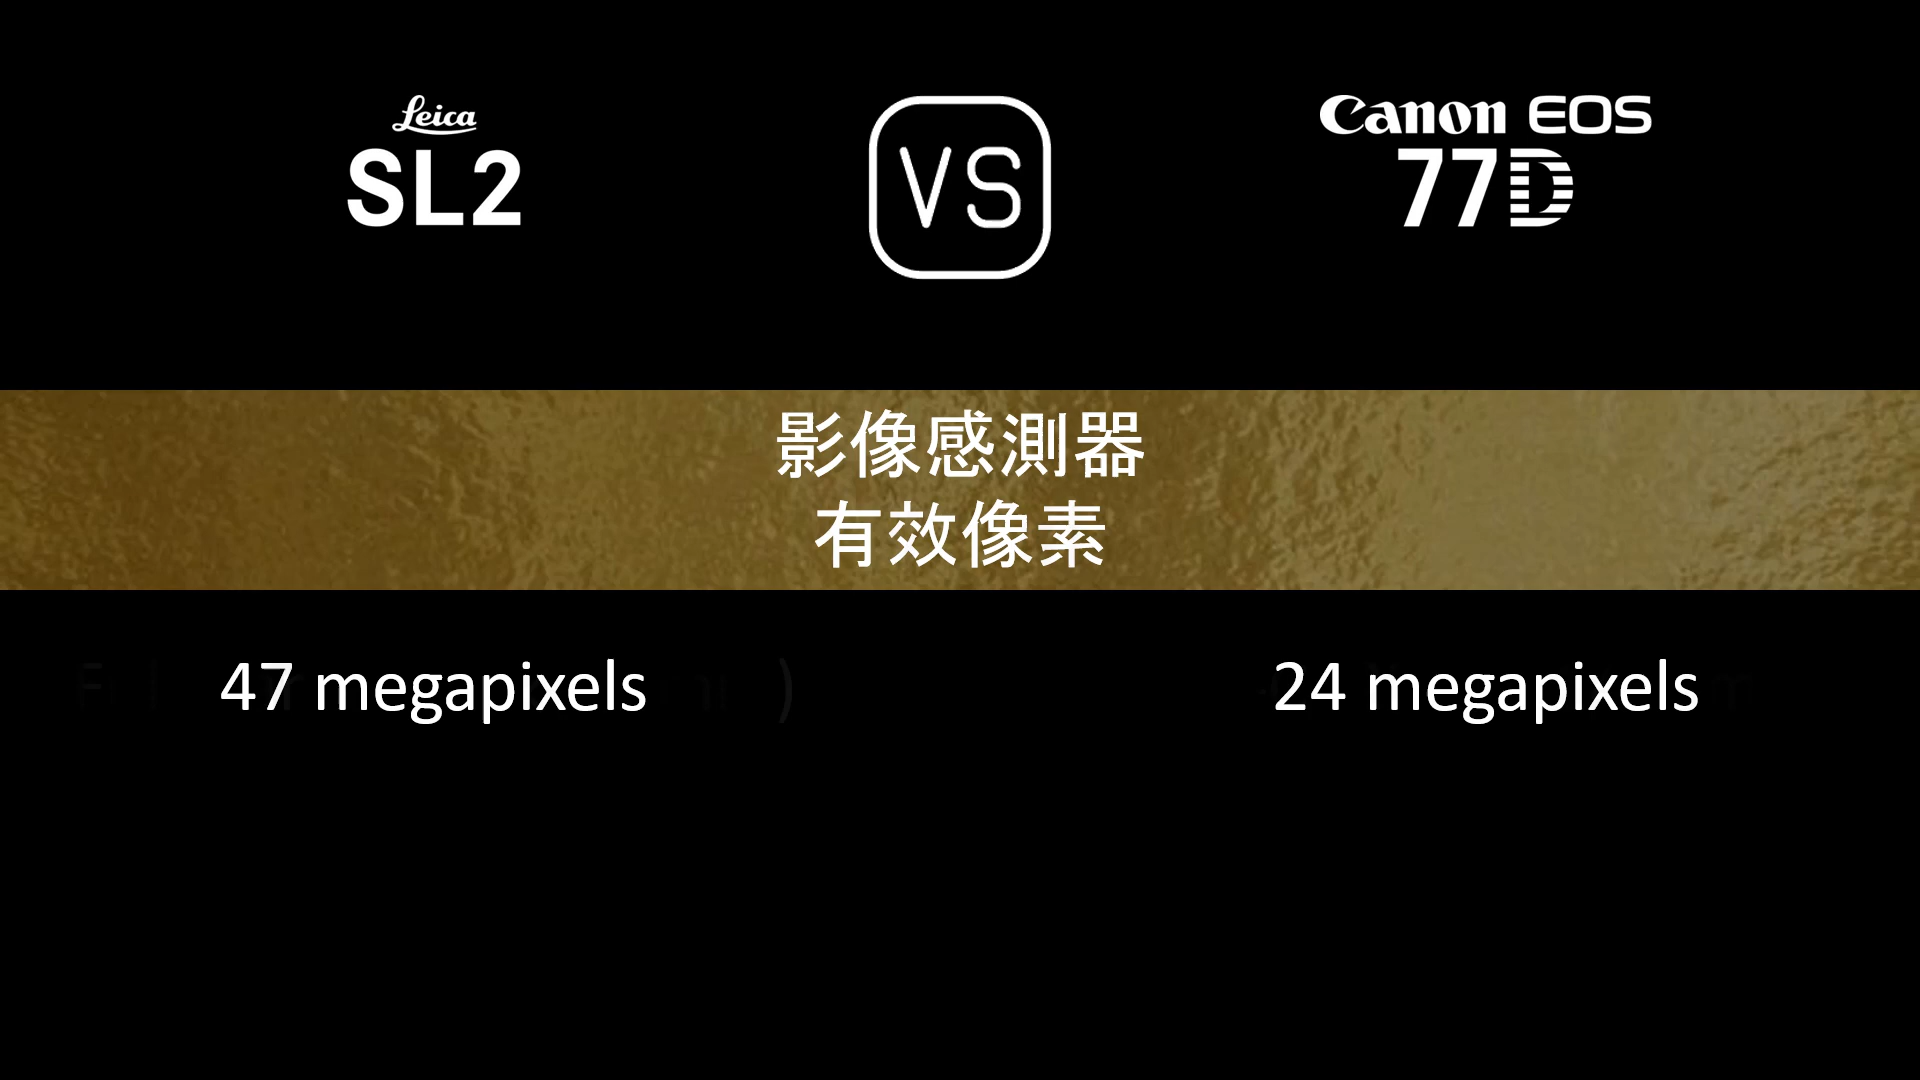 Leica
SL2
VS
Canon EOS
77D
影像感測器
有效像素
47 megapixels
24 megapixels